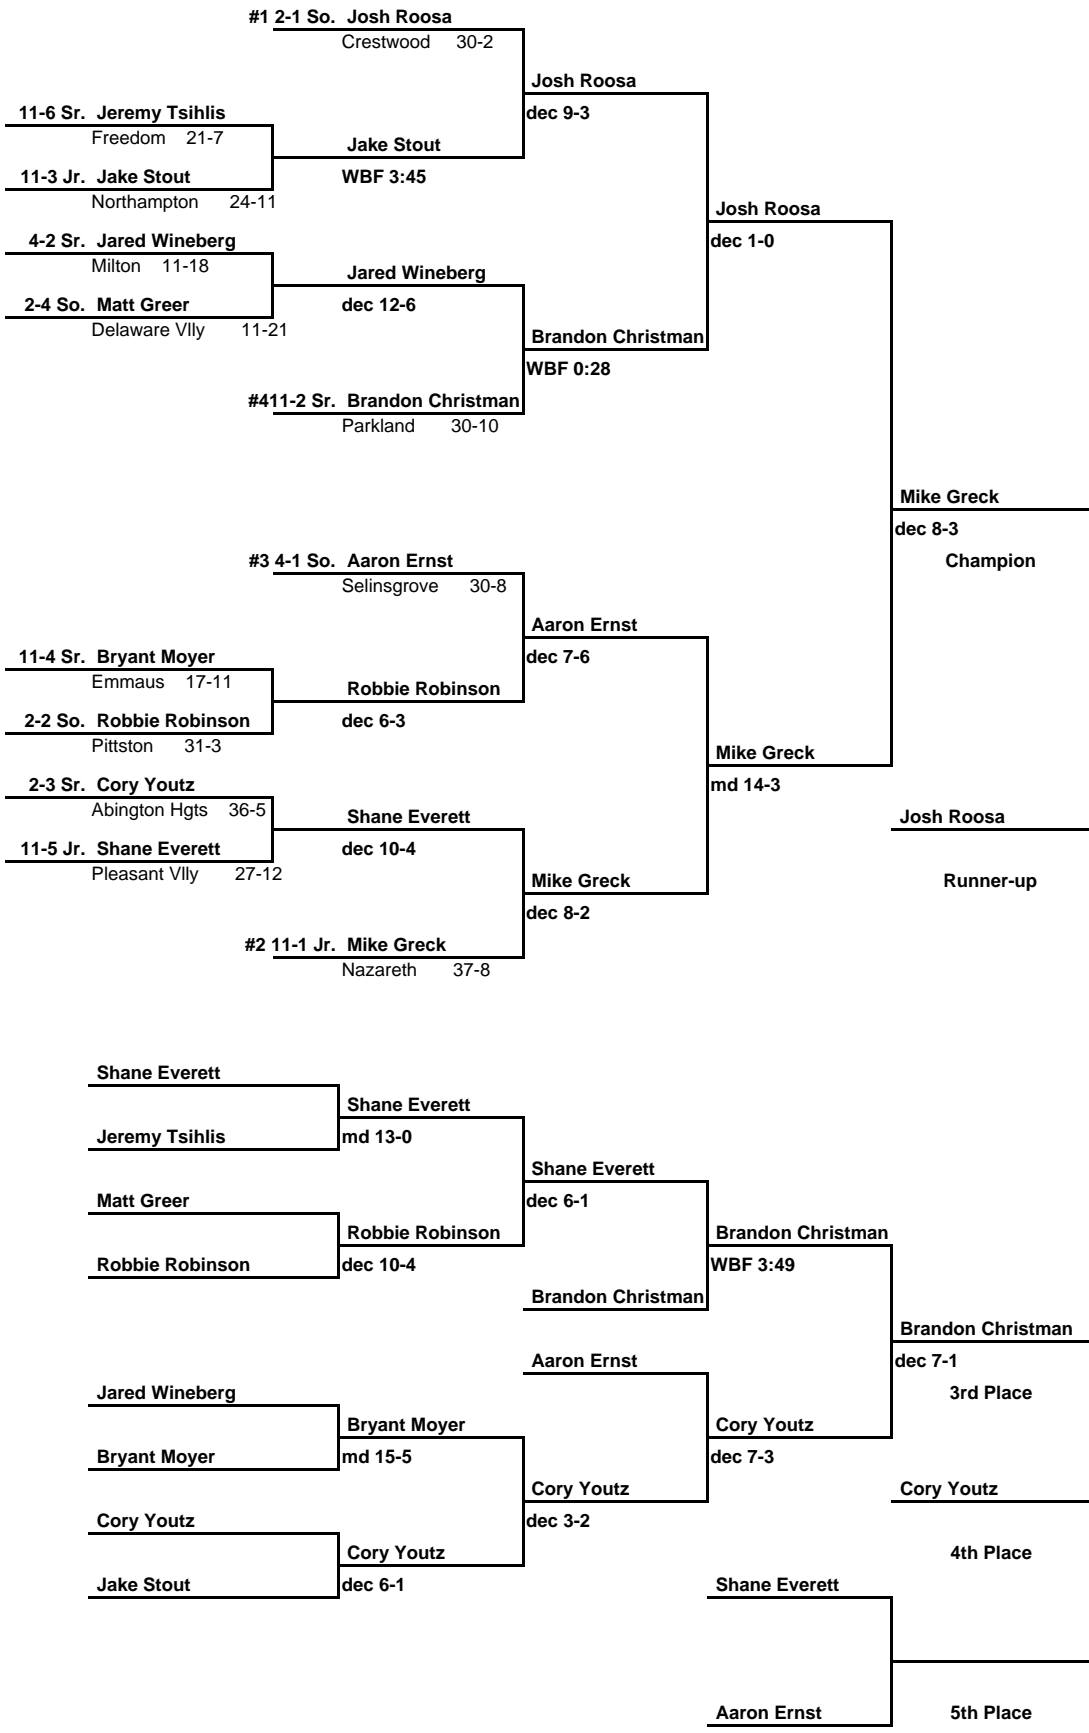 #1 2-1 So. Josh Roosa
Crestwood 30-2
Josh Roosa
11-6 Sr. Jeremy Tsihlis
dec 9-3
Freedom 21-7
Jake Stout
11-3 Jr. Jake Stout
WBF 3:45
Northampton 24-11
Josh Roosa
4-2 Sr. Jared Wineberg
dec 1-0
Milton 11-18
Jared Wineberg
2-4 So. Matt Greer
dec 12-6
Delaware Vlly 11-21
Brandon Christman
WBF 0:28
#411-2 Sr. Brandon Christman
Parkland 30-10
Mike Greck
dec 8-3
#3 4-1 So. Aaron Ernst
Champion
Selinsgrove 30-8
Aaron Ernst
11-4 Sr. Bryant Moyer
dec 7-6
Emmaus 17-11
Robbie Robinson
2-2 So. Robbie Robinson
dec 6-3
Pittston 31-3
Mike Greck
2-3 Sr. Cory Youtz
md 14-3
Abington Hgts 36-5
Shane Everett
Josh Roosa
11-5 Jr. Shane Everett
dec 10-4
Pleasant Vlly 27-12
Mike Greck
Runner-up
dec 8-2
#2 11-1 Jr. Mike Greck
Nazareth 37-8
Shane Everett
Shane Everett
Jeremy Tsihlis
md 13-0
Shane Everett
Matt Greer
dec 6-1
Robbie Robinson
Brandon Christman
Robbie Robinson
dec 10-4
WBF 3:49
Brandon Christman
Brandon Christman
Aaron Ernst
dec 7-1
Jared Wineberg
3rd Place
Bryant Moyer
Cory Youtz
Bryant Moyer
md 15-5
dec 7-3
Cory Youtz
Cory Youtz
Cory Youtz
dec 3-2
Cory Youtz
4th Place
Jake Stout
dec 6-1
Shane Everett
Aaron Ernst
5th Place